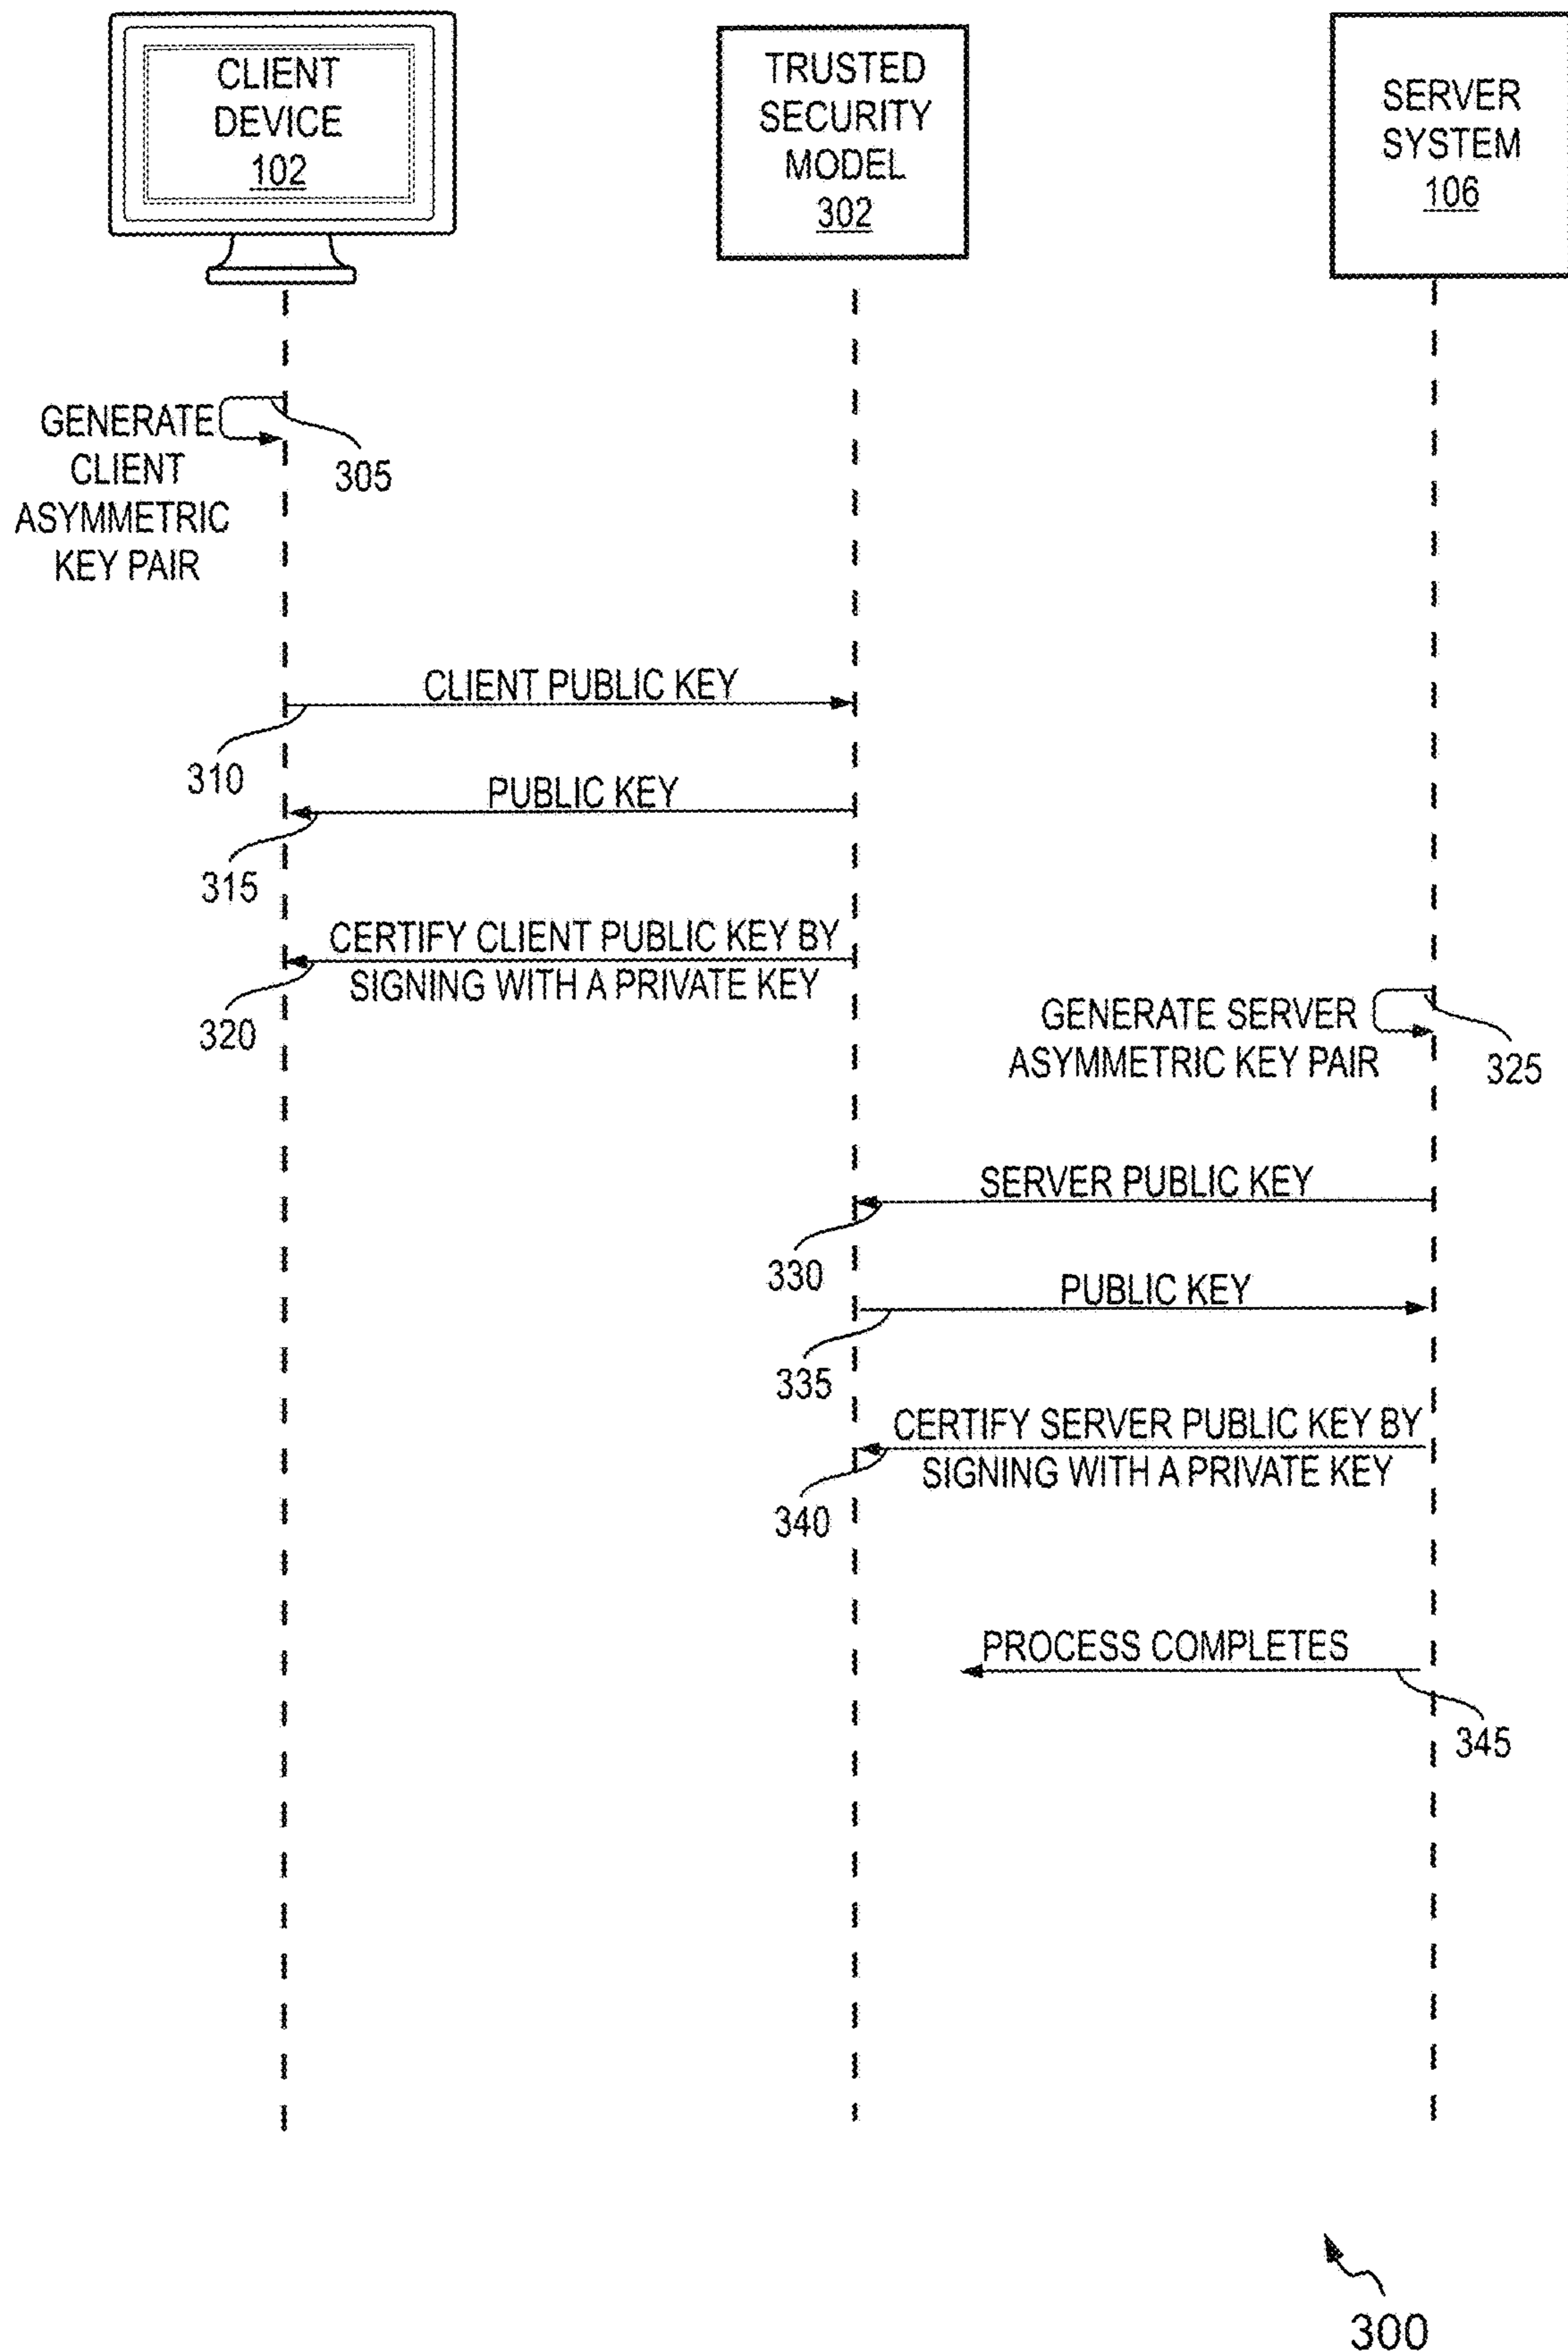 CLIENT
DEVICE
102
TRUSTED
SECURITY
MODEL
302
SERVER
SYSTEM
106
GENERATE
CLIENT
ASYMMETRIC
KEY PAIR
305
CLIENT PUBLIC KEY
310
PUBLIC KEY
315
CERTIFY CLIENT PUBLIC KEY BY
SIGNING WITH A PRIVATE KEY
320
GENERATE SERVER
ASYMMETRIC KEY PAIR
325
SERVER PUBLIC KEY
330
PUBLIC KEY
335
CERTIFY SERVER PUBLIC KEY BY
SIGNING WITH A PRIVATE KEY
340
PROCESS COMPLETES
345
300